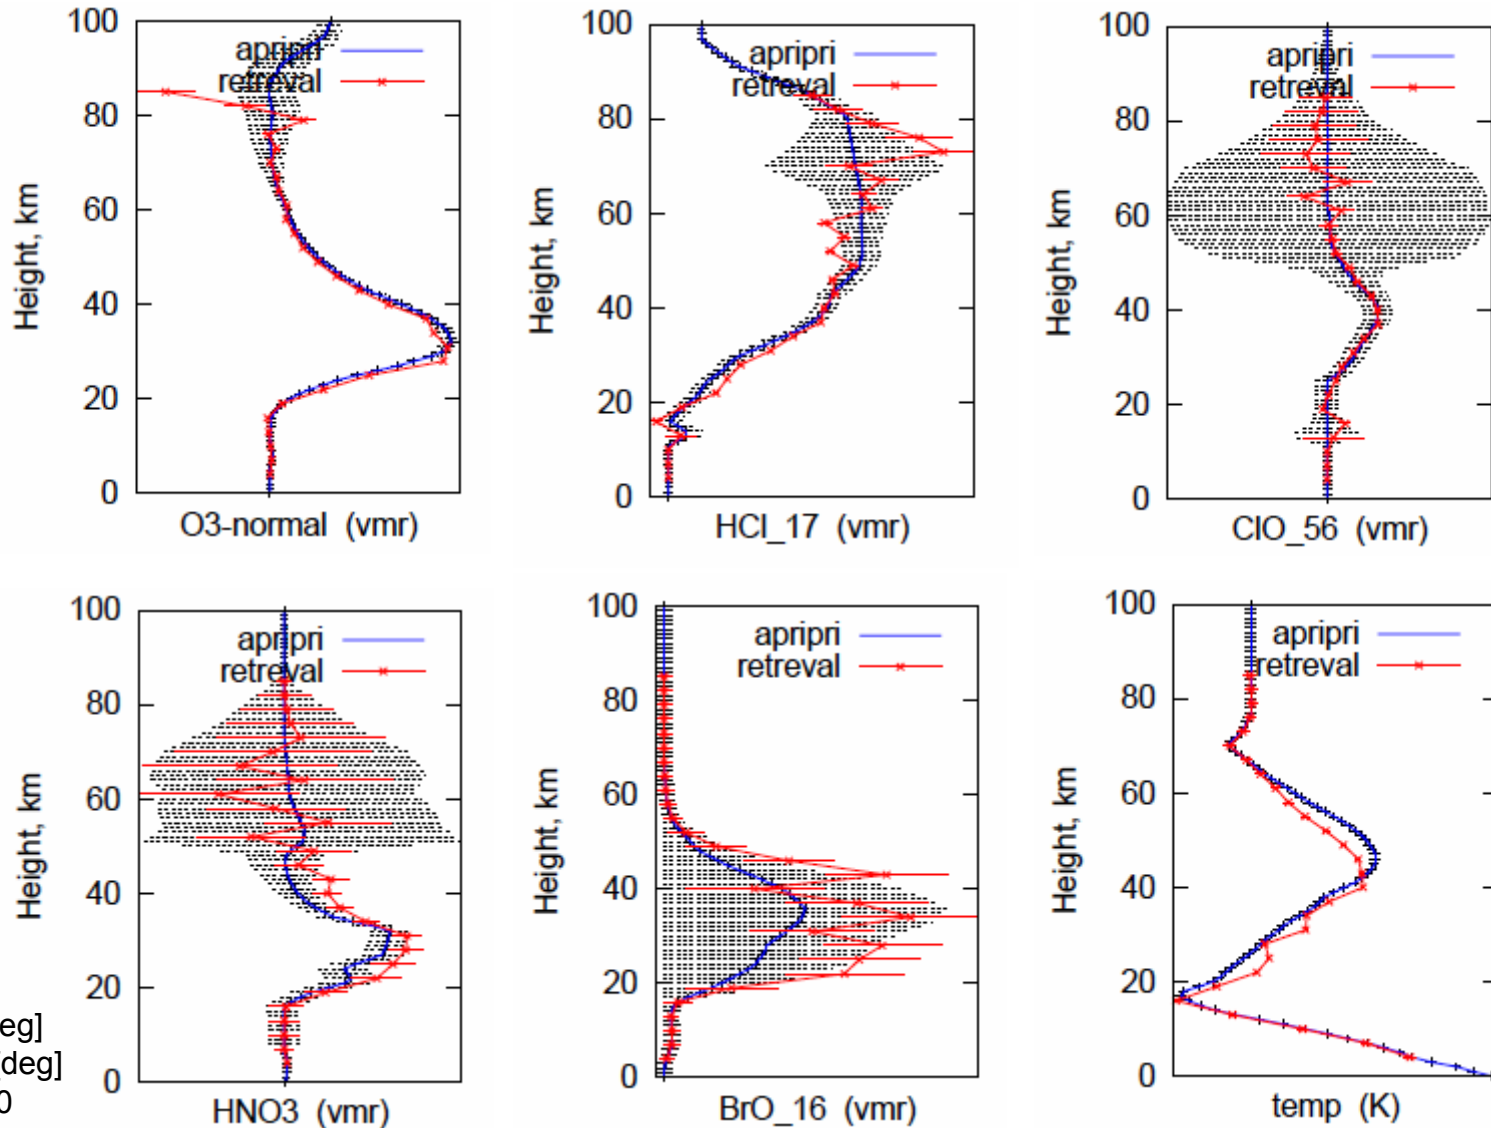 100
apripri
retreval
80
60
40
20
0
Height, km
O3-normal (vmr)
100
apripri
retreval
80
60
40
20
0
Height, km
HCl_17 (vmr)
100
apripri
retreval
80
60
40
20
0
Height, km
ClO_56 (vmr)
100
apripri
retreval
80
60
40
20
0
Height, km
HNO3 (vmr)
eg]
deg]
0
100
apripri
retreval
80
60
40
20
0
Height, km
BrO_16 (vmr)
100
apripri
retreval
80
60
40
20
0
Height, km
temp (K)